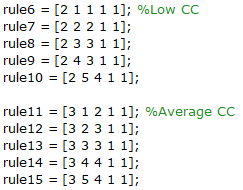 rule6 = [2 1 1 1 1]; %Low CC
rule7 = [2 2 2 1 1];
rule8 = [2 3 3 1 1];
rule9 = [2 4 3 1 1];
rule10 = [2 5 4 1 1];
rule11 = [3 1 2 1 1]; %Average CC
rule12 = [3 2 3 1 1];
rule13 = [3 3 3 1 1];
rule14 = [3 4 4 1 1];
rule15 = [3 5 4 1 1];